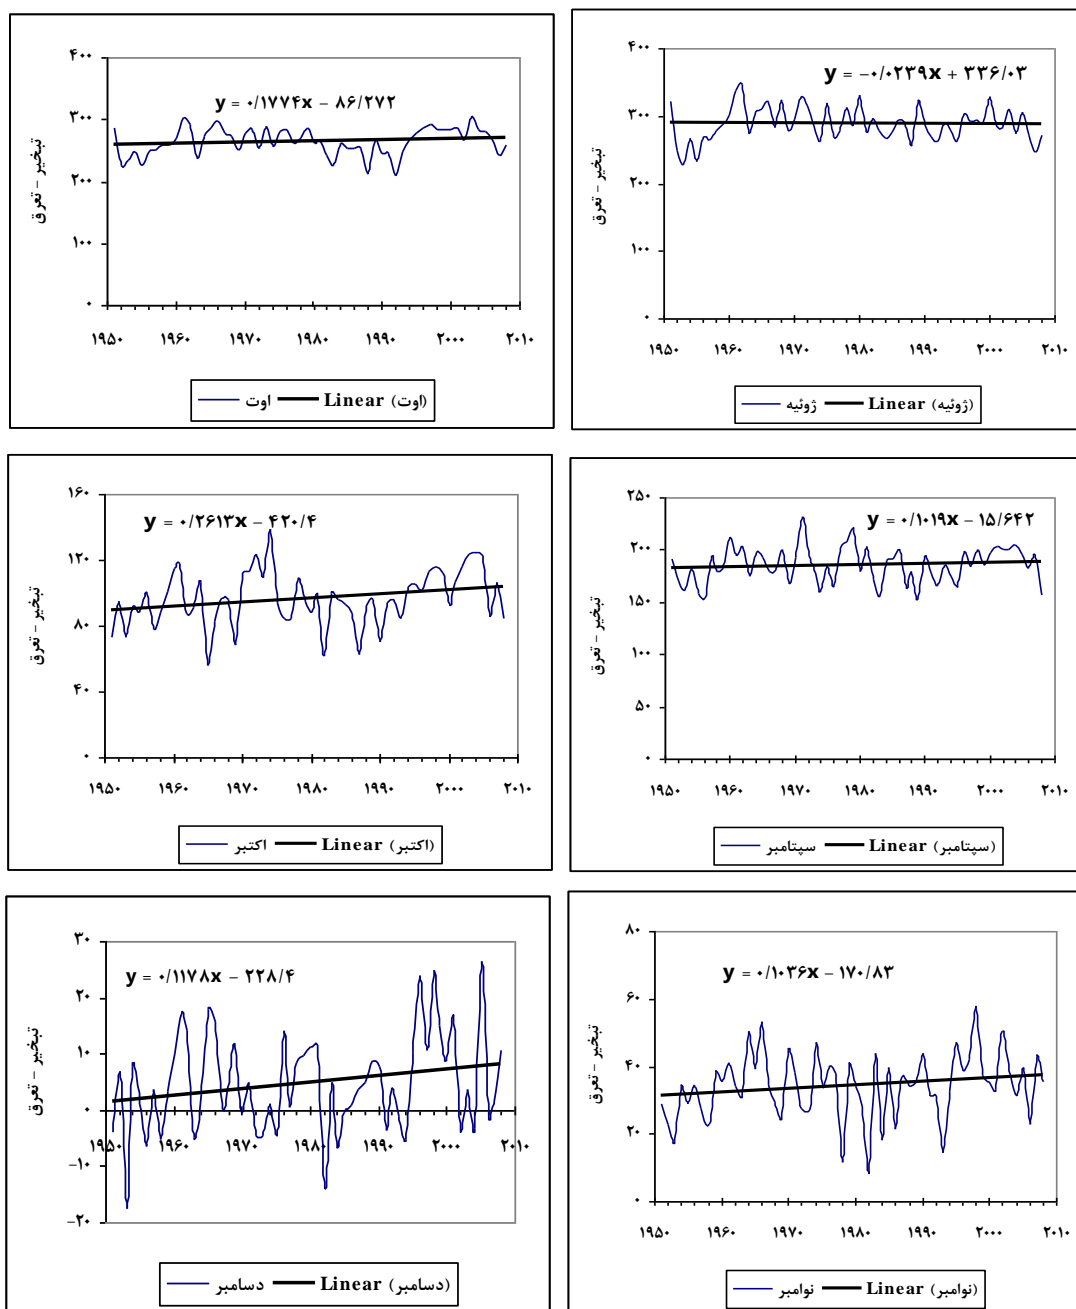 ۴۰۰
۳۰۰
۲۰۰
۱۰۰
۰
y = ۰/۱۷۷۴x − ۸۶/۲۷۲
تبخیر - تعرق
۱۹۵۰ ۱۹۶۰ ۱۹۷۰ ۱۹۸۰ ۱۹۹۰ ۲۰۰۰ ۲۰۱۰
اوت Linear (اوت)
۴۰۰
۳۰۰
۲۰۰
۱۰۰
۰
y = −۰/۰۲۳۹x + ۳۳۶/۰۳
تبخیر - تعرق
۱۹۵۰ ۱۹۶۰ ۱۹۷۰ ۱۹۸۰ ۱۹۹۰ ۲۰۰۰ ۲۰۱۰
ژوئیه Linear (ژوئیه)
۱۶۰
۱۲۰
۸۰
۴۰
۰
y = ۰/۲۶۱۳x − ۴۲۰/۴
تبخیر - تعرق
۱۹۵۰ ۱۹۶۰ ۱۹۷۰ ۱۹۸۰ ۱۹۹۰ ۲۰۰۰ ۲۰۱۰
اکتبر Linear (اکتبر)
۲۵۰
۲۰۰
۱۵۰
۱۰۰
۵۰
۰
y = ۰/۱۰۱۹x − ۱۵/۶۴۲
تبخیر - تعرق
۱۹۵۰ ۱۹۶۰ ۱۹۷۰ ۱۹۸۰ ۱۹۹۰ ۲۰۰۰ ۲۰۱۰
سپتامبر Linear (سپتامبر)
۳۰
۲۰
۱۰
۰
−۱۰
−۲۰
y = ۰/۱۱۷۸x − ۲۲۸/۴
تبخیر - تعرق
۱۹۵۰ ۱۹۶۰ ۱۹۷۰ ۱۹۸۰ ۱۹۹۰ ۲۰۰۰ ۲۰۱۰
دسامبر Linear (دسامبر)
۸۰
۶۰
۴۰
۲۰
۰
y = ۰/۱۰۳۶x − ۱۷۰/۸۳
تبخیر - تعرق
۱۹۵۰ ۱۹۶۰ ۱۹۷۰ ۱۹۸۰ ۱۹۹۰ ۲۰۰۰ ۲۰۱۰
نوامبر Linear (نوامبر)